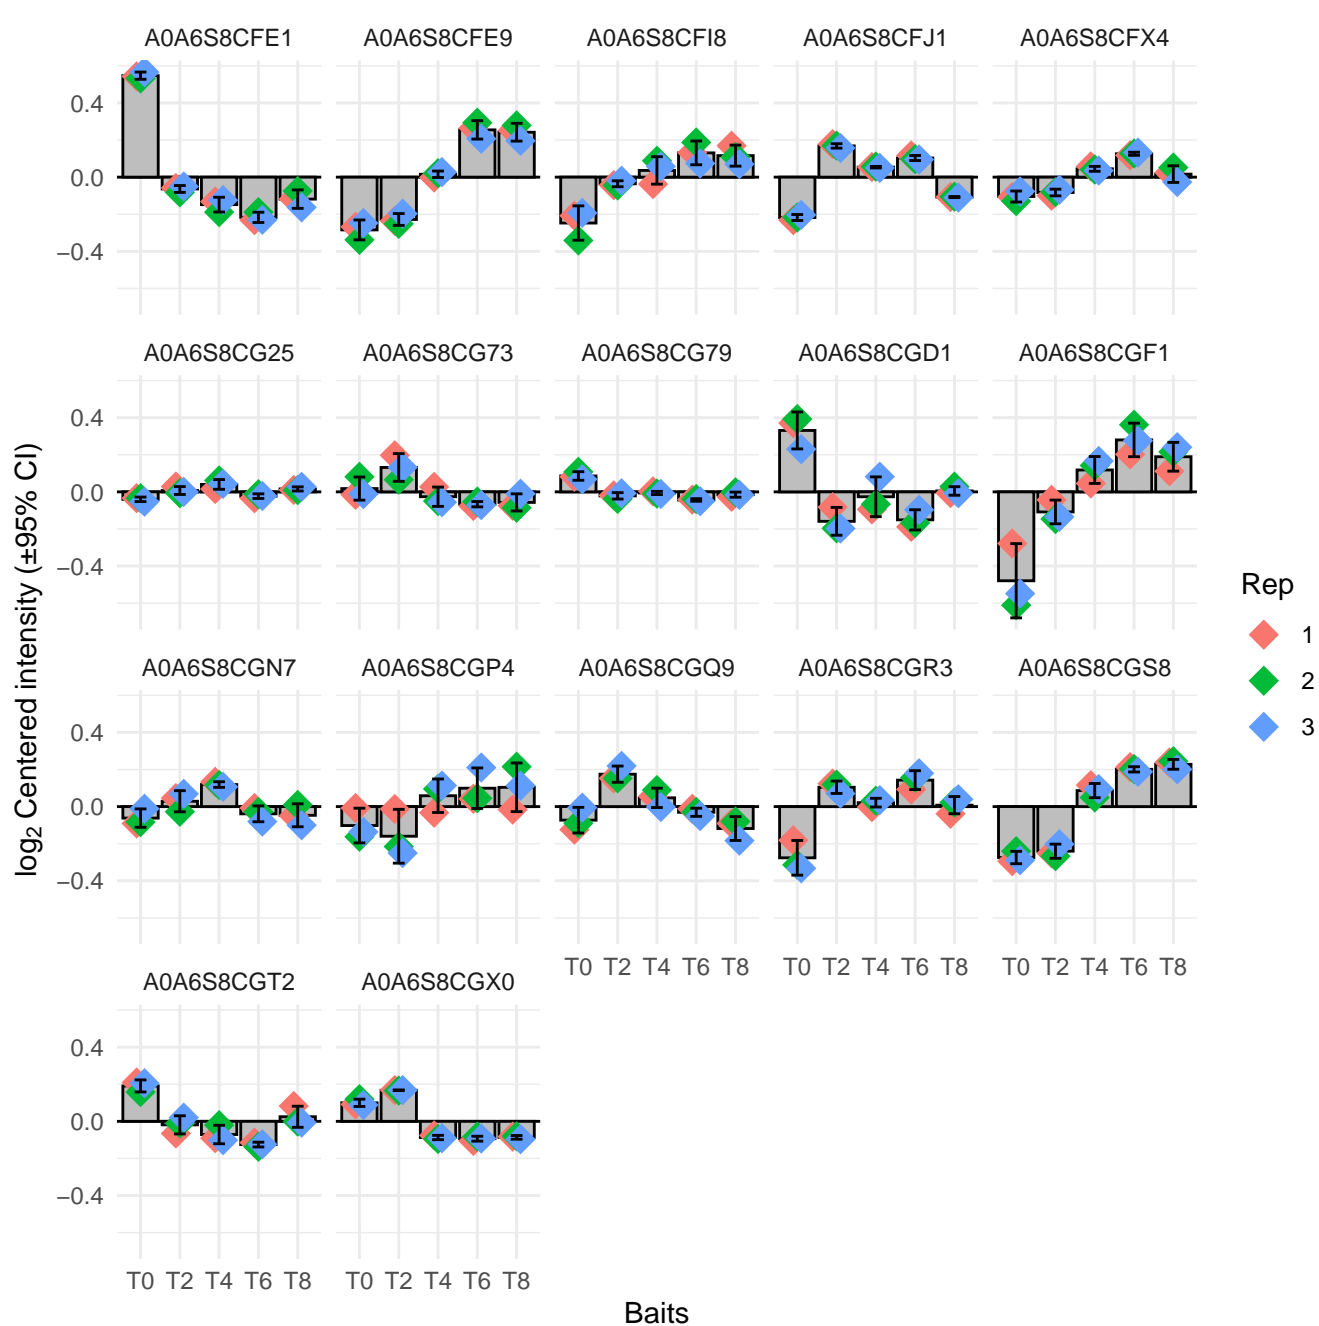 A0A6S8CFE1 A0A6S8CFE9 A0A6S8CFI8 A0A6S8CFJ1 A0A6S8CFX4
0.4
0.0
−0.4
A0A6S8CG25 A0A6S8CG73 A0A6S8CG79 A0A6S8CGD1 A0A6S8CGF1
0.4
0.0
−0.4
A0A6S8CGN7 A0A6S8CGP4 A0A6S8CGQ9 A0A6S8CGR3 A0A6S8CGS8
0.4
0.0
−0.4
T0 T2 T4 T6 T8 T0 T2 T4 T6 T8 T0 T2 T4 T6 T8
A0A6S8CGT2 A0A6S8CGX0
0.4
0.0
−0.4
T0 T2 T4 T6 T8 T0 T2 T4 T6 T8
Baits
log₂ Centered intensity (±95% CI)
Rep
1
2
3